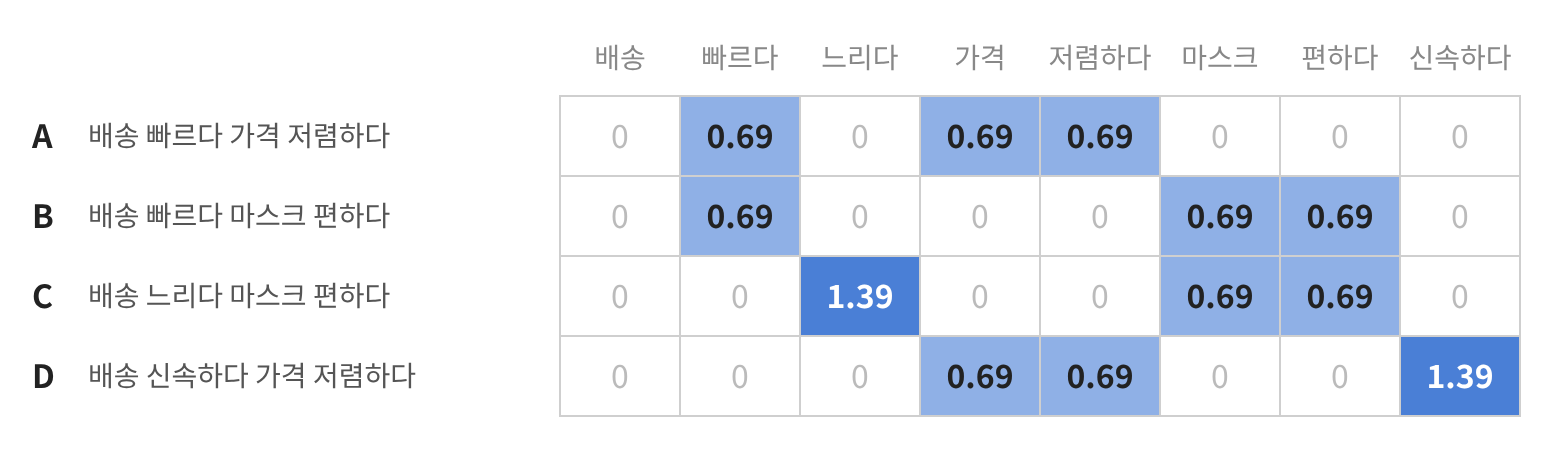 배송 빠르다 느리다 가격 저렴하다 마스크 편하다 신속하다
A 배송 빠르다 가격 저렴하다 0 0.69 0 0.69 0.69 0 0 0
B 배송 빠르다 마스크 편하다 0 0.69 0 0 0 0.69 0.69 0
C 배송 느리다 마스크 편하다 0 0 1.39 0 0 0.69 0.69 0
D 배송 신속하다 가격 저렴하다 0 0 0 0.69 0.69 0 0 1.39